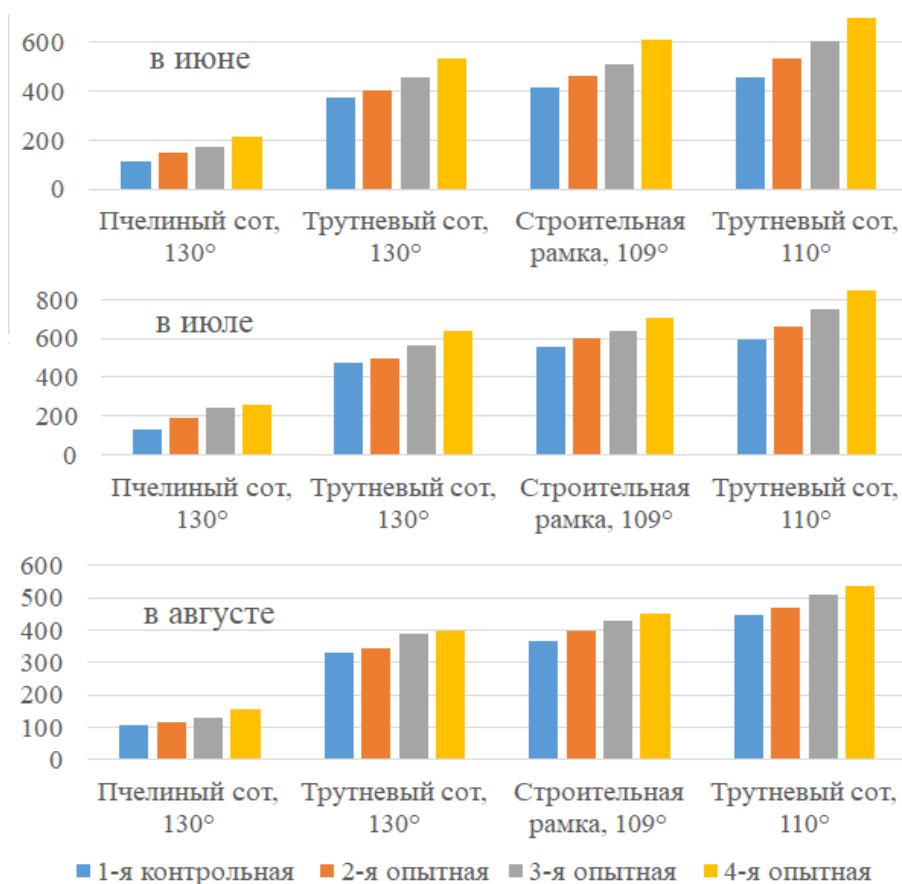 600
в июне
400
200
0
Пчелиный сот, Трутневый сот, Строительная Трутневый сот,
130° 130° рамка, 109° 110°
800
в июле
600
400
200
0
Пчелиный сот, Трутневый сот, Строительная Трутневый сот,
130° 130° рамка, 109° 110°
600
500
в августе
400
300
200
100
0
Пчелиный сот, Трутневый сот, Строительная Трутневый сот,
130° 130° рамка, 109° 110°
1-я контрольная 2-я опытная 3-я опытная 4-я опытная